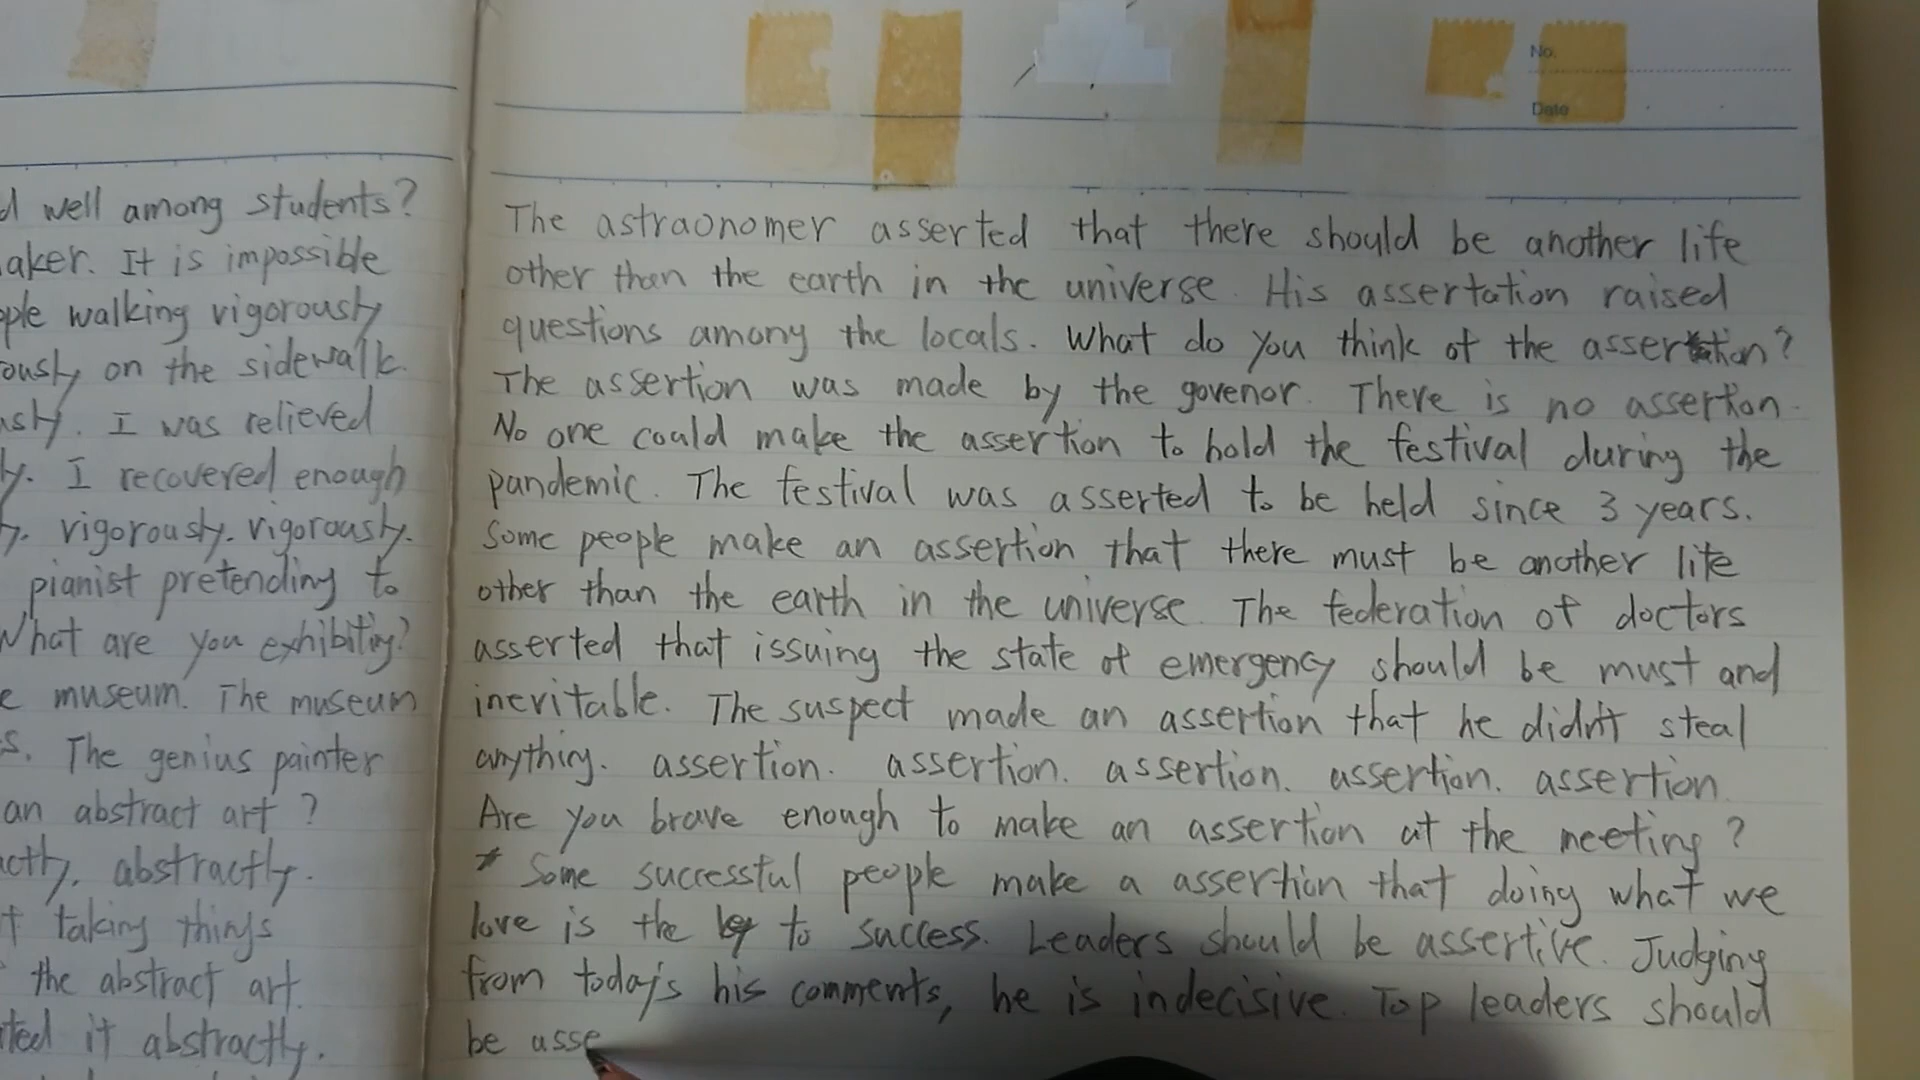 d well among students?
aker. It is impossible
ple walking vigorously
ously on the sidewalk.
usly. I was relieved
ly. I recovered enough
y. vigorously. vigorously.
pianist pretending to
What are you exhibiting?
e museum. The museum
s. The genius painter
an abstract art ?
actly, abstractly.
f taking things
the abstract art.
ted it abstractly.
No.
Date
The astraonomer asserted that there should be another life
other than the earth in the universe. His assertation raised
questions among the locals. What do you think of the assertion?
The assertion was made by the govenor. There is no assertion.
No one could make the assertion to hold the festival during the
pandemic. The festival was asserted to be held since 3 years.
Some people make an assertion that there must be another life
other than the earth in the universe. The federation of doctors
asserted that issuing the state of emergency should be must and
inevitable. The suspect made an assertion that he didn't steal
anything. assertion. assertion. assertion. assertion. assertion.
Are you brave enough to make an assertion at the meeting?
* Some successful people make a assertion that doing what we
love is the key to success. Leaders should be assertive. Judging
from today's his comments, he is indecisive. Top leaders should
be asse